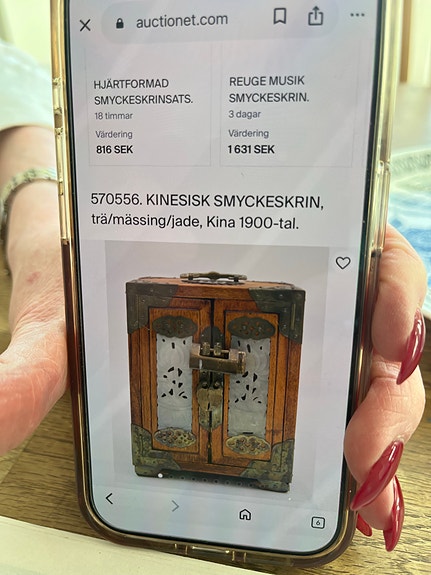 auctionet.com
HJÄRTFORMAD
SMYCKESKRINSATS.
18 timmar
Värdering
816 SEK
REUGE MUSIK
SMYCKESKRIN.
3 dagar
Värdering
1 631 SEK
570556. KINESISK SMYCKESKRIN,
trä/mässing/jade, Kina 1900-tal.
6